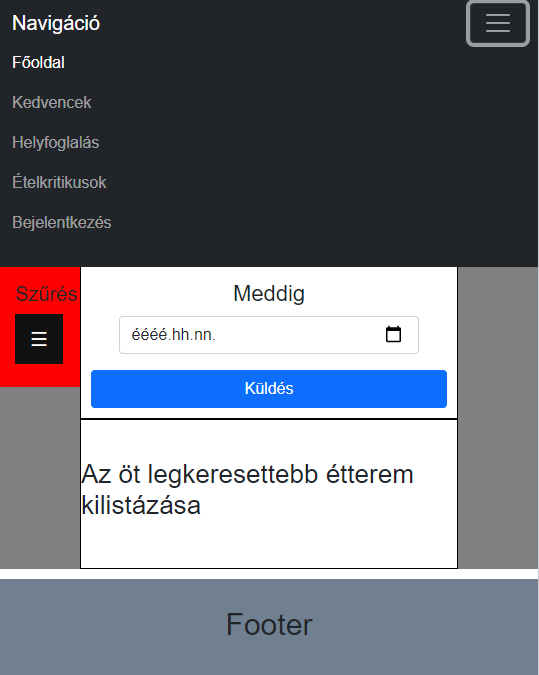 Navigáció
Főoldal
Kedvencek
Helyfoglalás
Ételkritikusok
Bejelentkezés
Szűrés
☰
Meddig
éééé.hh.nn.
Küldés
Az öt legkeresettebb étterem
kilistázása
Footer